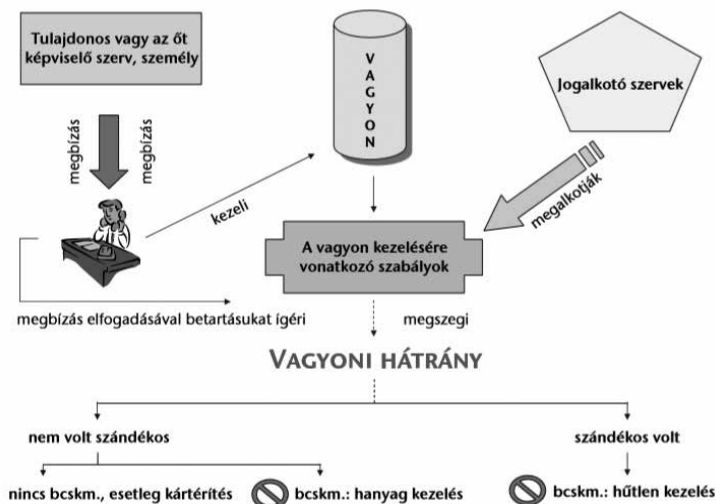 Tulajdonos vagy az őt
képviselő szerv, személy
VAGYON
Jogalkotó szervek
megbízás
megbízás
kezeli
megalkotják
A vagyon kezelésére
vonatkozó szabályok
megbízás elfogadásával betartásukat ígéri
megszegi
VAGYONI HÁTRÁNY
nem volt szándékos
szándékos volt
nincs bcskm., esetleg kártérítés
bcskm.: hanyag kezelés
bcskm.: hűtlen kezelés